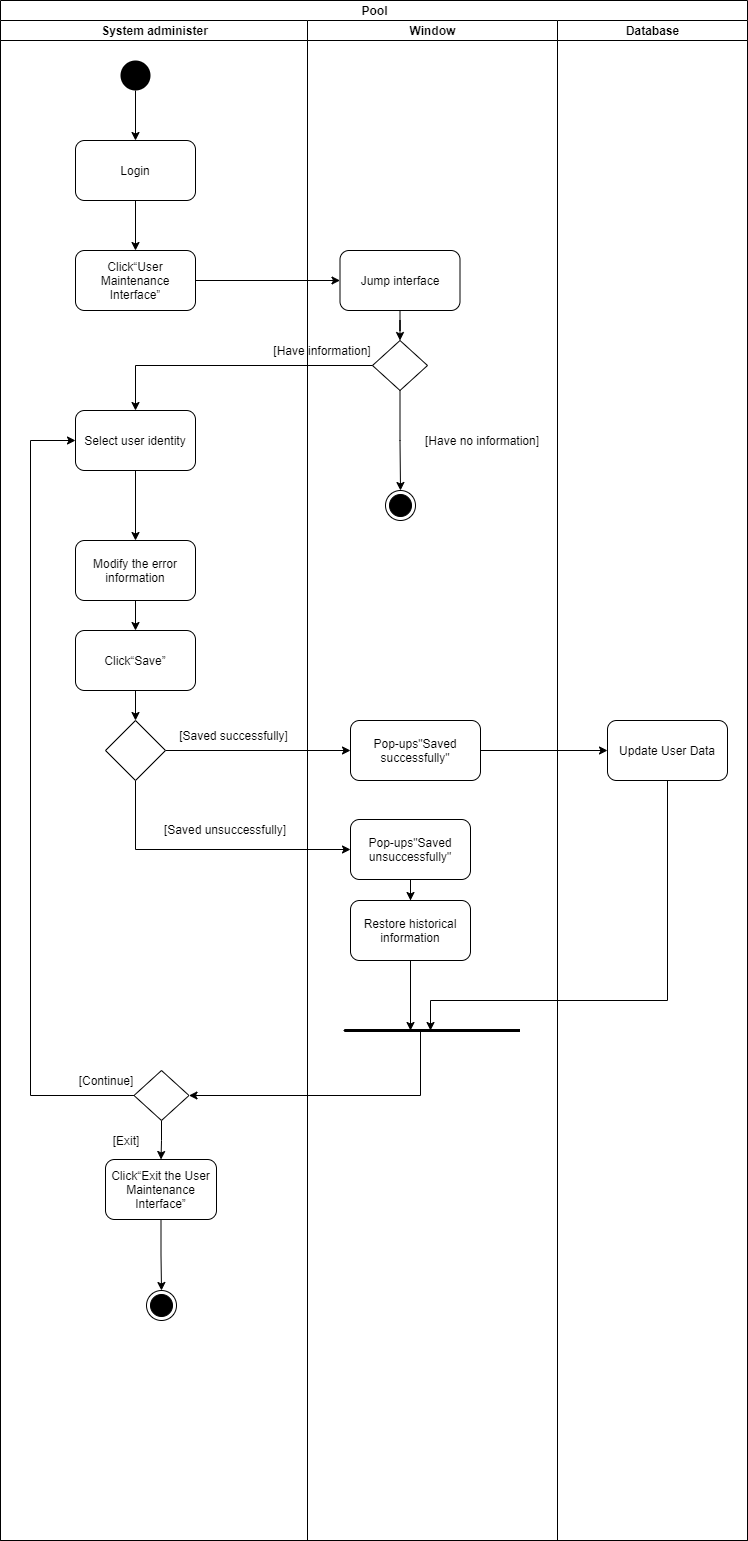 Pool
System administer
Window
Database
Login
Click“User
Maintenance
Interface”
Jump interface
[Have information]
Select user identity
[Have no information]
Modify the error
information
Click“Save”
[Saved successfully]
Pop-ups"Saved
successfully"
Update User Data
[Saved unsuccessfully]
Pop-ups"Saved
unsuccessfully"
Restore historical
information
[Continue]
[Exit]
Click“Exit the User
Maintenance
Interface”